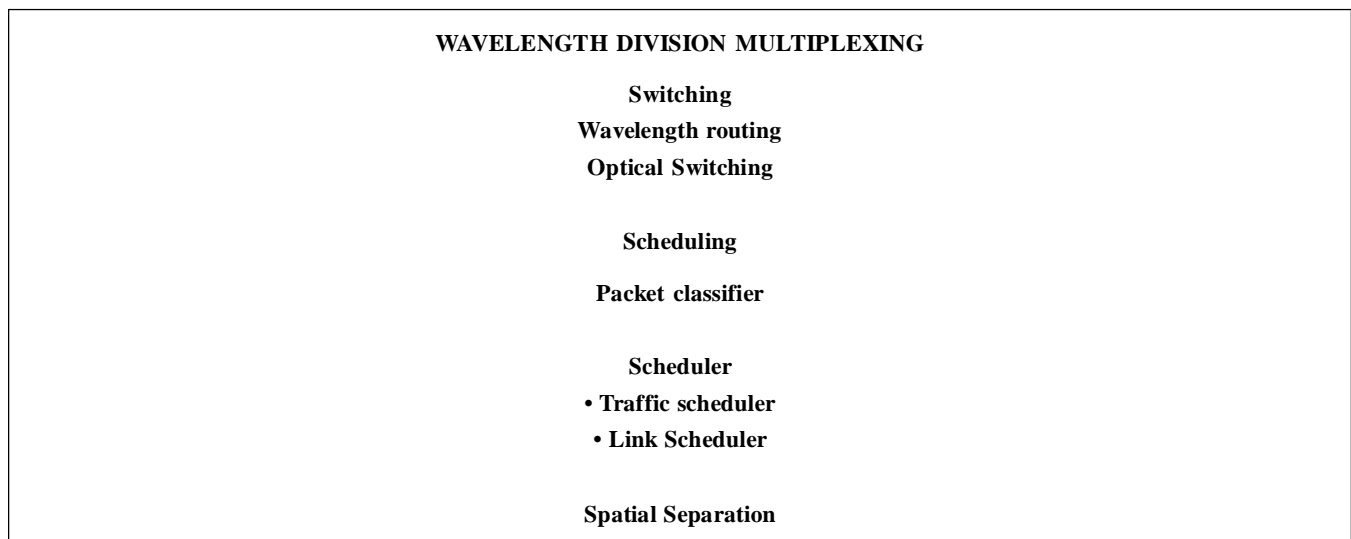 WAVELENGTH DIVISION MULTIPLEXING
Switching
Wavelength routing
Optical Switching
Scheduling
Packet classifier
Scheduler
• Traffic scheduler
• Link Scheduler
Spatial Separation